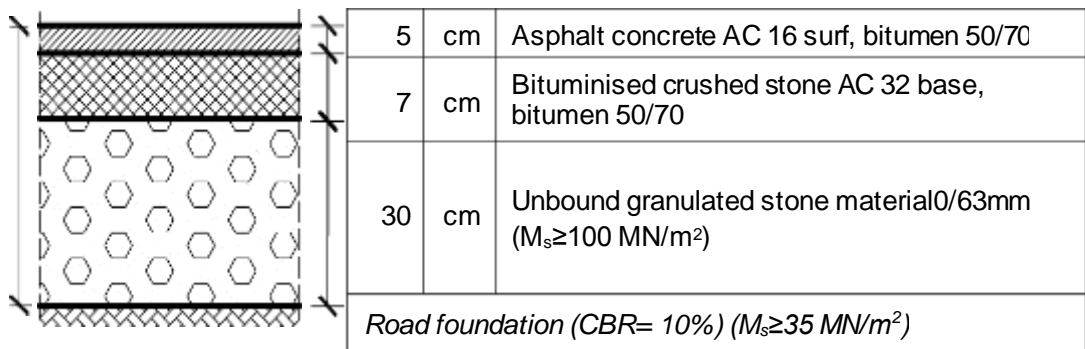 5 cm Asphalt concrete AC 16 surf, bitumen 50/70
7 cm Bituminised crushed stone AC 32 base,
bitumen 50/70
30 cm Unbound granulated stone material0/63mm
(Mₛ≥100 MN/m²)
Road foundation (CBR= 10%) (Mₛ≥35 MN/m²)